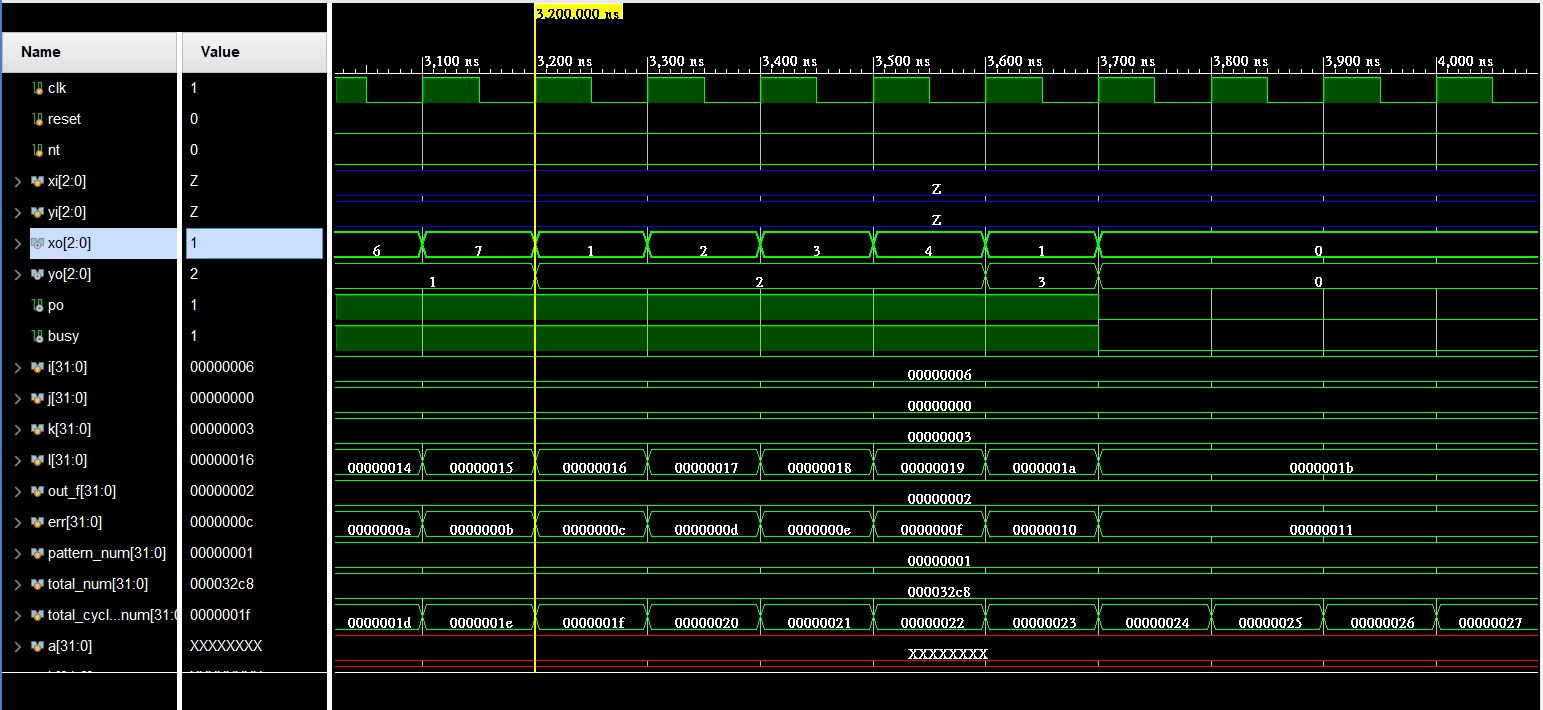 3,200.000 ns
Name Value
3,100 ns 3,200 ns 3,300 ns 3,400 ns 3,500 ns 3,600 ns 3,700 ns 3,800 ns 3,900 ns 4,000 ns
clk 1
reset 0
nt 0
xi[2:0] Z Z
yi[2:0] Z Z
xo[2:0] 1 6 7 1 2 3 4 1 0
yo[2:0] 2 1 2 3 0
po 1
busy 1
i[31:0] 00000006 00000006
j[31:0] 00000000 00000000
k[31:0] 00000003 00000003
l[31:0] 00000016 00000014 00000015 00000016 00000017 00000018 00000019 0000001a 0000001b
out_f[31:0] 00000002 00000002
err[31:0] 0000000c 0000000a 0000000b 0000000c 0000000d 0000000e 0000000f 00000010 00000011
pattern_num[31:0] 00000001 00000001
total_num[31:0] 000032c8 000032c8
total_cycl...num[31:0 0000001f 0000001d 0000001e 0000001f 00000020 00000021 00000022 00000023 00000024 00000025 00000026 00000027
a[31:0] XXXXXXXX XXXXXXXX